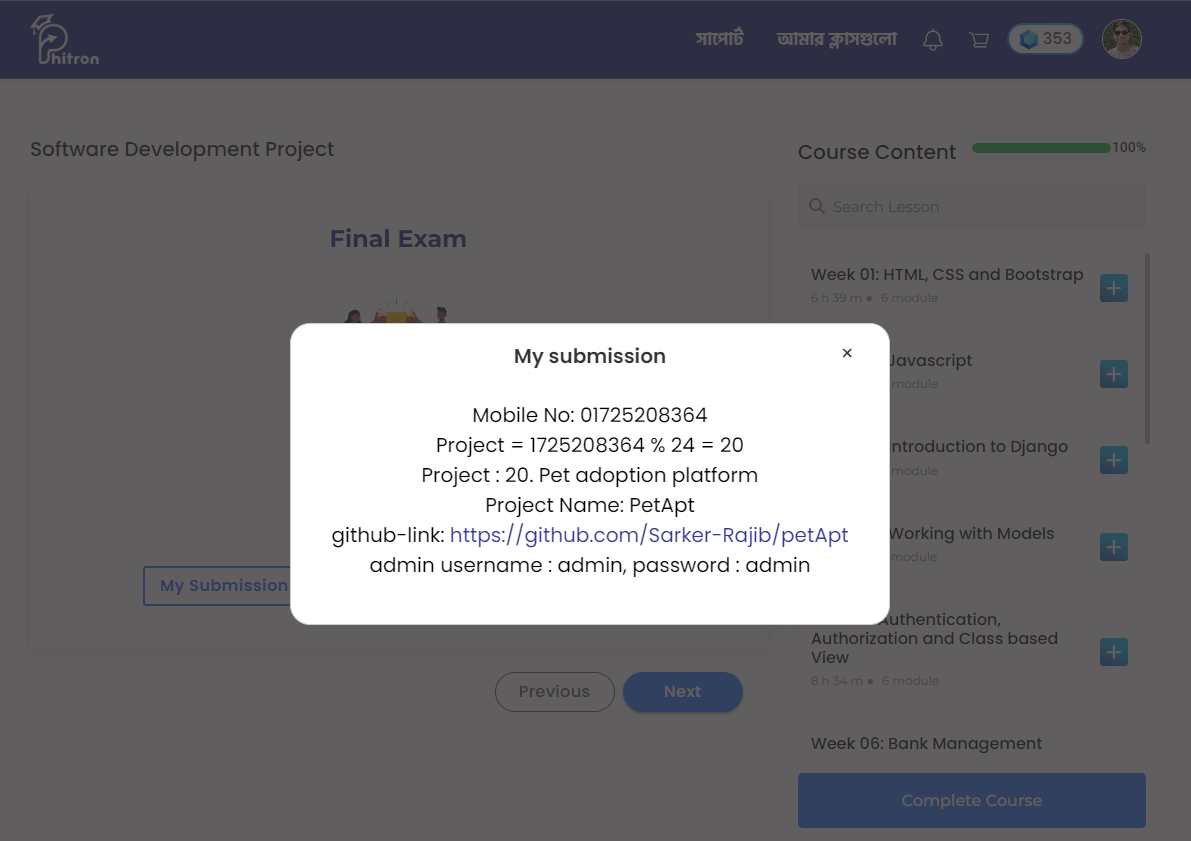 Phitron
সাপোর্ট
আমার ক্লাসগুলো
353
Software Development Project
Final Exam
My submission
×
Mobile No: 01725208364
Project = 1725208364 % 24 = 20
Project : 20. Pet adoption platform
Project Name: PetApt
github-link: https://github.com/Sarker-Rajib/petApt
admin username : admin, password : admin
My Submission
Previous
Next
Course Content
100%
Search Lesson
Week 01: HTML, CSS and Bootstrap
6 h 39 m ● 6 module
Javascript
module
Introduction to Django
module
Working with Models
module
Authentication,
Authorization and Class based
View
8 h 34 m ● 6 module
Week 06: Bank Management
Complete Course